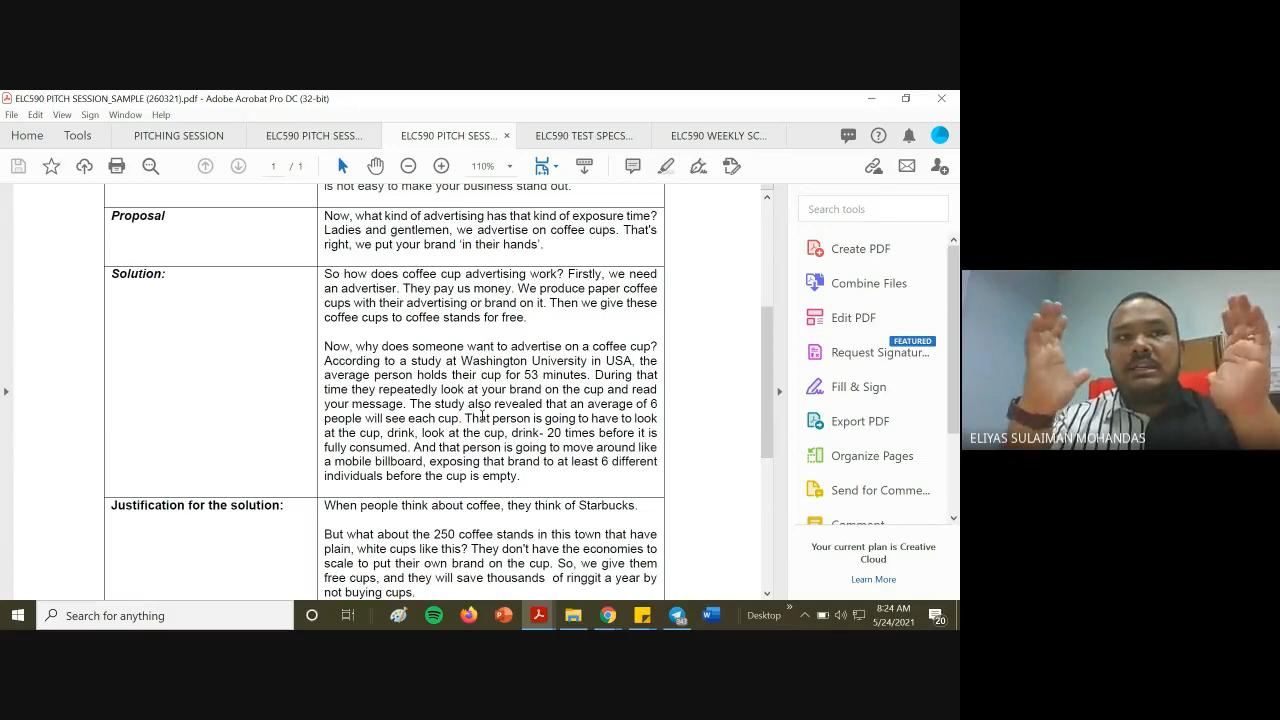 ELC590 PITCH SESSION_SAMPLE (260321).pdf - Adobe Acrobat Pro DC (32-bit)
File Edit View Sign Window Help
Home Tools PITCHING SESSION ELC590 PITCH SESS... ELC590 PITCH SESS... × ELC590 TEST SPECS... ELC590 WEEKLY SC...
1 / 1 110%
is not easy to make your business stand out.
Proposal
Now, what kind of advertising has that kind of exposure time?
Ladies and gentlemen, we advertise on coffee cups. That's
right, we put your brand 'in their hands'.
Solution:
So how does coffee cup advertising work? Firstly, we need
an advertiser. They pay us money. We produce paper coffee
cups with their advertising or brand on it. Then we give these
coffee cups to coffee stands for free.
Now, why does someone want to advertise on a coffee cup?
According to a study at Washington University in USA, the
average person holds their cup for 53 minutes. During that
time they repeatedly look at your brand on the cup and read
your message. The study also revealed that an average of 6
people will see each cup. That person is going to have to look
at the cup, drink, look at the cup, drink- 20 times before it is
fully consumed. And that person is going to move around like
a mobile billboard, exposing that brand to at least 6 different
individuals before the cup is empty.
Justification for the solution:
When people think about coffee, they think of Starbucks.
But what about the 250 coffee stands in this town that have
plain, white cups like this? They don't have the economies to
scale to put their own brand on the cup. So, we give them
free cups, and they will save thousands of ringgit a year by
not buying cups.
Search tools
Create PDF
Combine Files
Edit PDF
FEATURED
Request Signatur...
Fill & Sign
Export PDF
Organize Pages
Send for Comme...
Comment
Your current plan is Creative
Cloud
Learn More
ELIYAS SULAIMAN MOHANDAS
Search for anything
Desktop
8:24 AM
5/24/2021
20